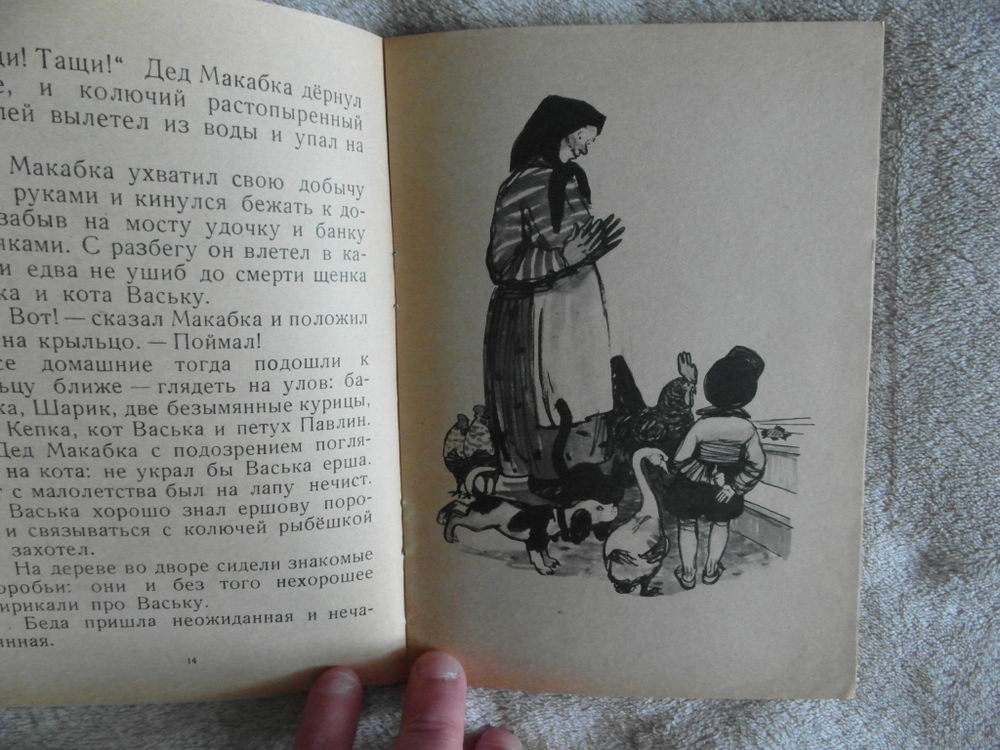 ди! Тащи!“ Дед Макабка дёрнул
е, и колючий растопыренный
лей вылетел из воды и упал на
Макабка ухватил свою добычу
руками и кинулся бежать к до-
забыв на мосту удочку и банку
яками. С разбегу он влетел в ка-
и едва не ушиб до смерти щенка
ка и кота Ваську.
Вот! — сказал Макабка и положил
на крыльцо. — Поймал!
се домашние тогда подошли к
ьцу ближе — глядеть на улов: ба-
ка, Шарик, две безымянные курицы,
Кепка, кот Васька и петух Павлин.
Дед Макабка с подозрением погля-
на кота: не украл бы Васька ерша.
т с малолетства был на лапу нечист.
Васька хорошо знал ершову поро-
и связываться с колючей рыбёшкой
захотел.
На дереве во дворе сидели знакомые
оробьи: они и без того нехорошее
ирикали про Ваську.
Беда пришла неожиданная и неча-
янная.
14